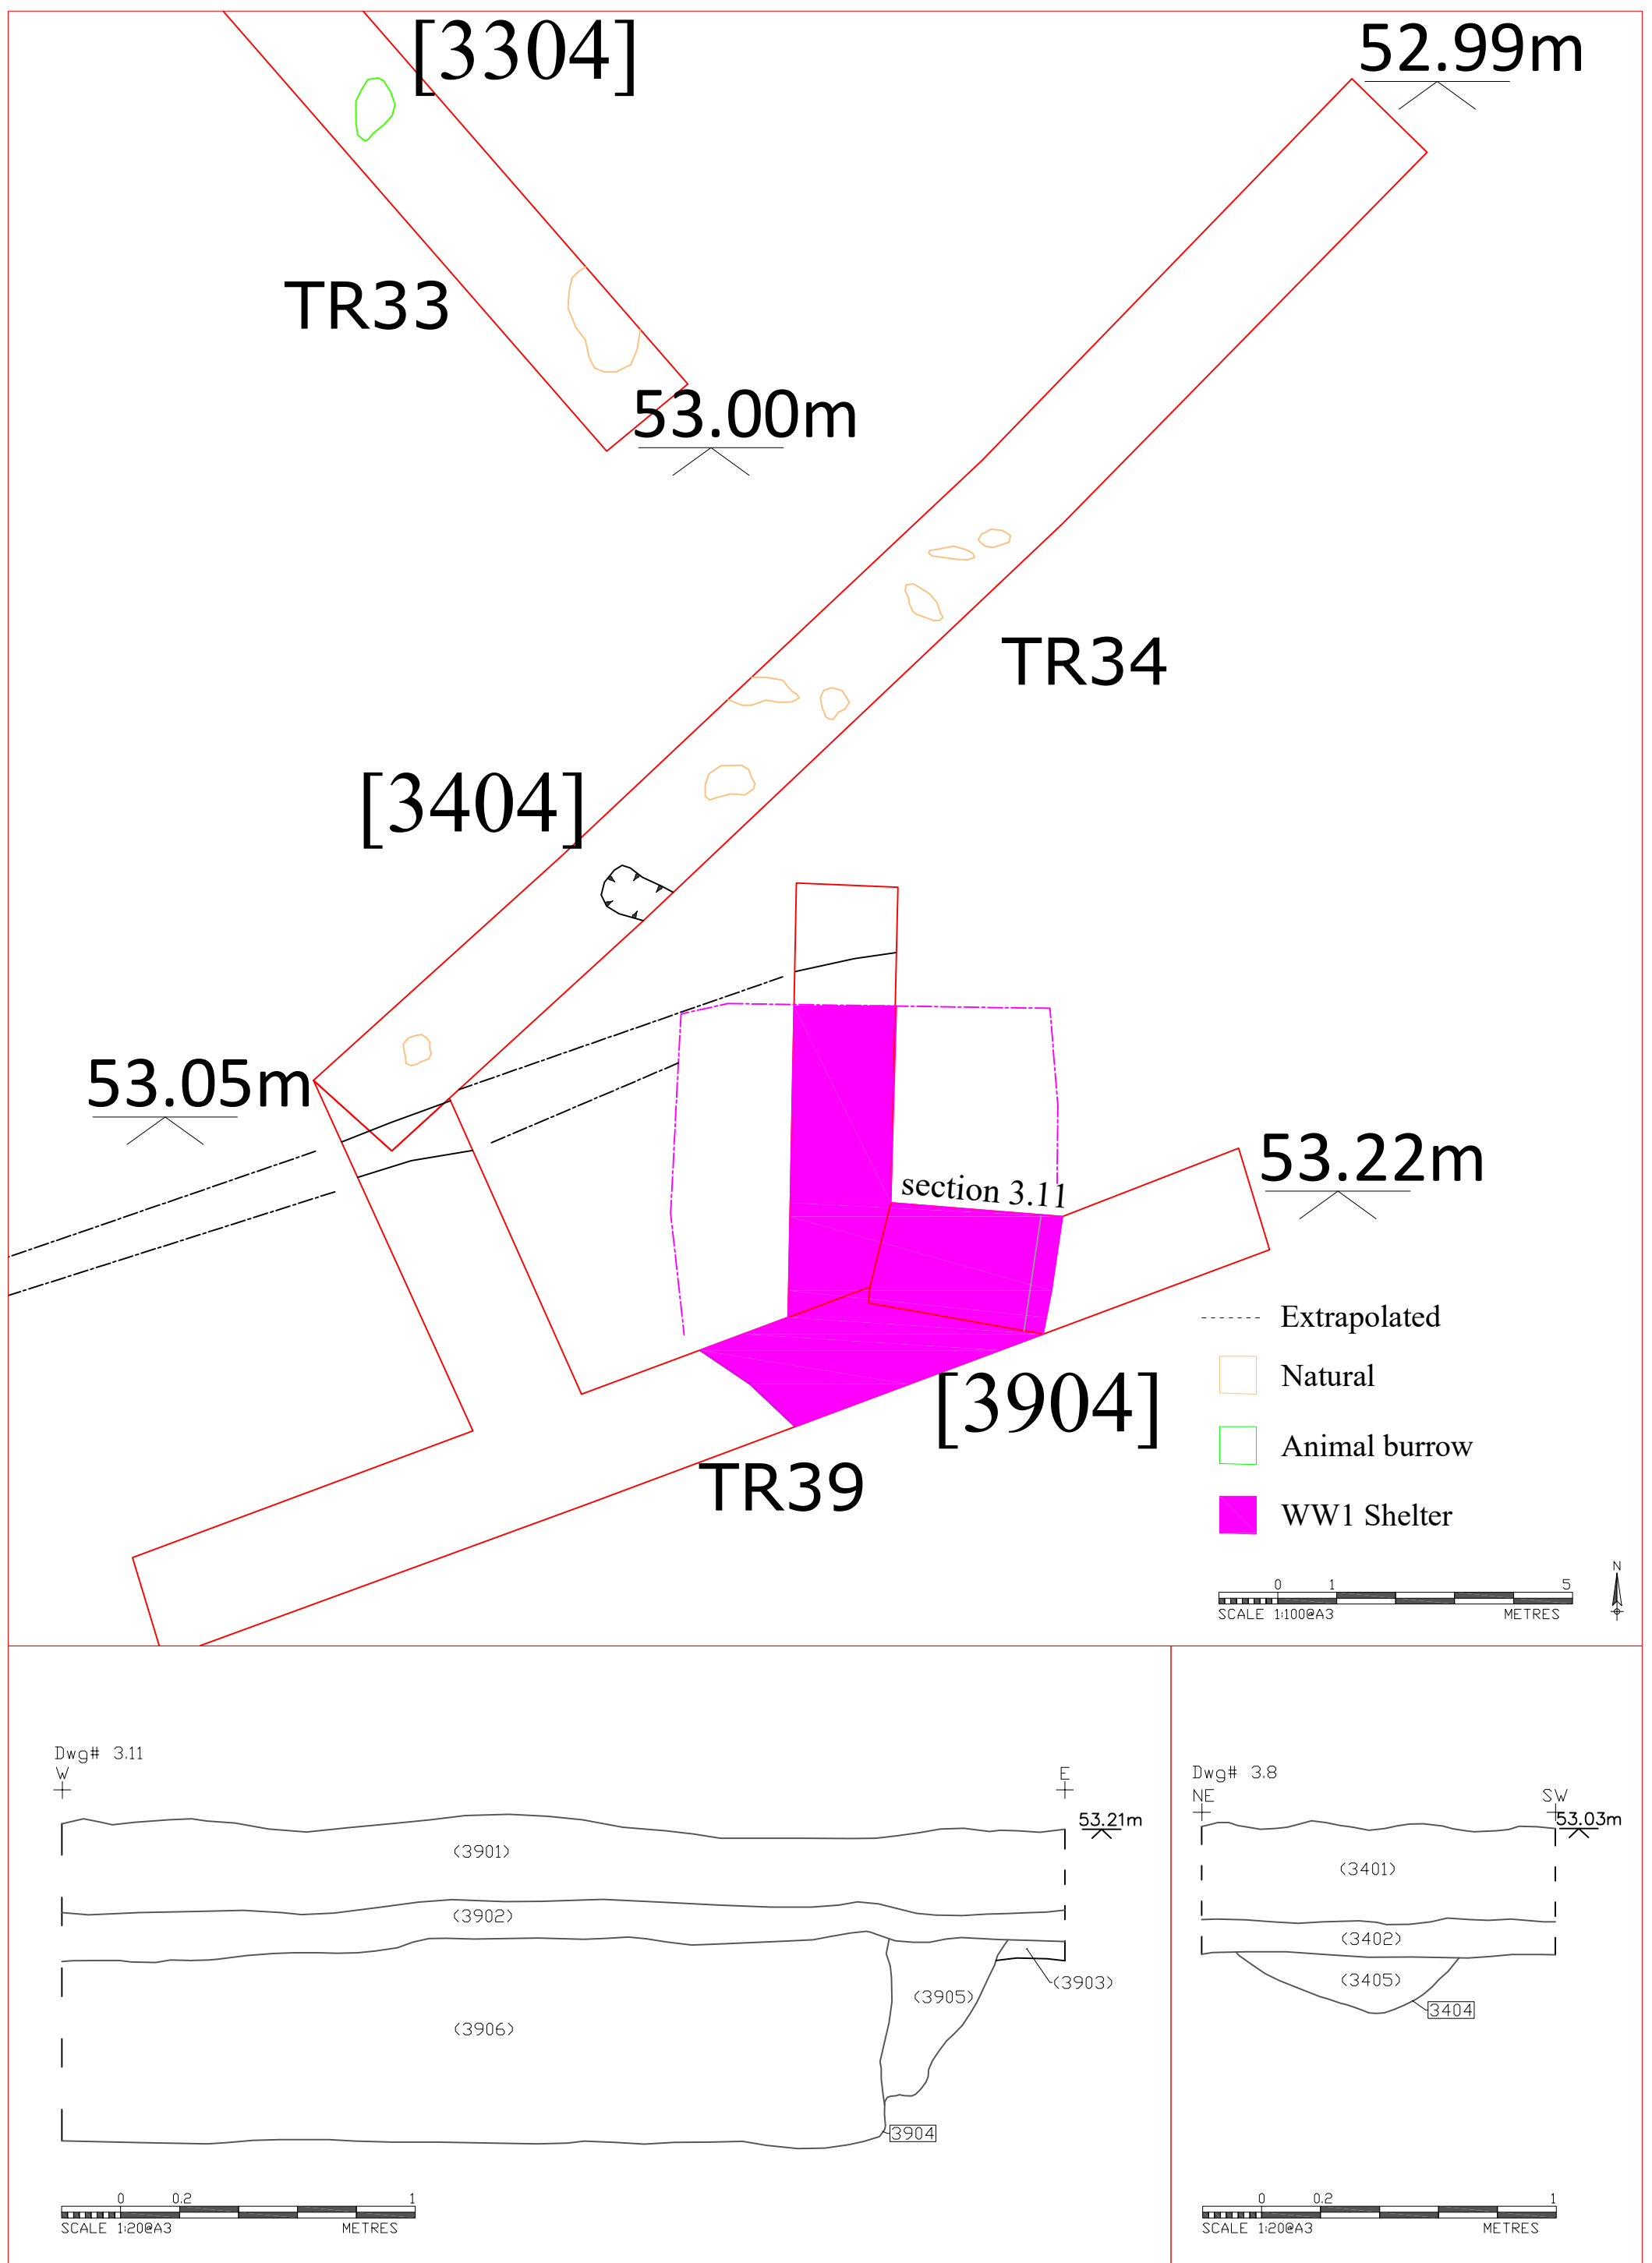 [3304]
52.99m
TR33
53.00m
TR34
[3404]
53.05m
53.22m
section 3.11
Extrapolated
Natural
[3904]
Animal burrow
TR39
WW1 Shelter
N
0 1 5
SCALE 1:100@A3 METRES
Dwg# 3.11
W E
53.21m
(3901)
(3902)
(3903)
(3905)
(3906)
3904
0 0.2 1
SCALE 1:20@A3 METRES
Dwg# 3.8
NE SW
53.03m
(3401)
(3402)
(3405)
3404
0 0.2 1
SCALE 1:20@A3 METRES